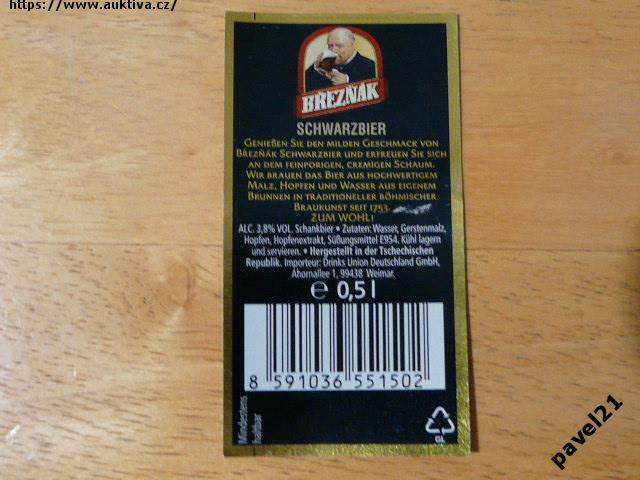 https://www.auktiva.cz/
BŘEZŇÁK
SCHWARZBIER
GENIEßEN SIE DEN MILDEN GESCHMACK VON
BŘEZŇÁK SCHWARZBIER UND ERFREUEN SIE SICH
AN DEM FEINPORIGEN, CREMIGEN SCHAUM.
WIR BRAUEN DAS BIER AUS HOCHWERTIGEM
MALZ, HOPFEN UND WASSER AUS EIGENEM
BRUNNEN IN TRADITIONELLER BÖHMISCHER
BRAUKUNST SEIT 1753.
ZUM WOHL!
ALC. 3,8% VOL. Schankbier • Zutaten: Wasser, Gerstenmalz,
Hopfen, Hopfenextrakt, Süßungsmittel E954. Kühl lagern
und servieren. • Hergestellt in der Tschechischen
Republik. Importeur: Drinks Union Deutschland GmbH,
Ahornallee 1, 99438 Weimar.
e 0,5 l
8 591036 551502
Mindestens
haltbar
GL
pavel21